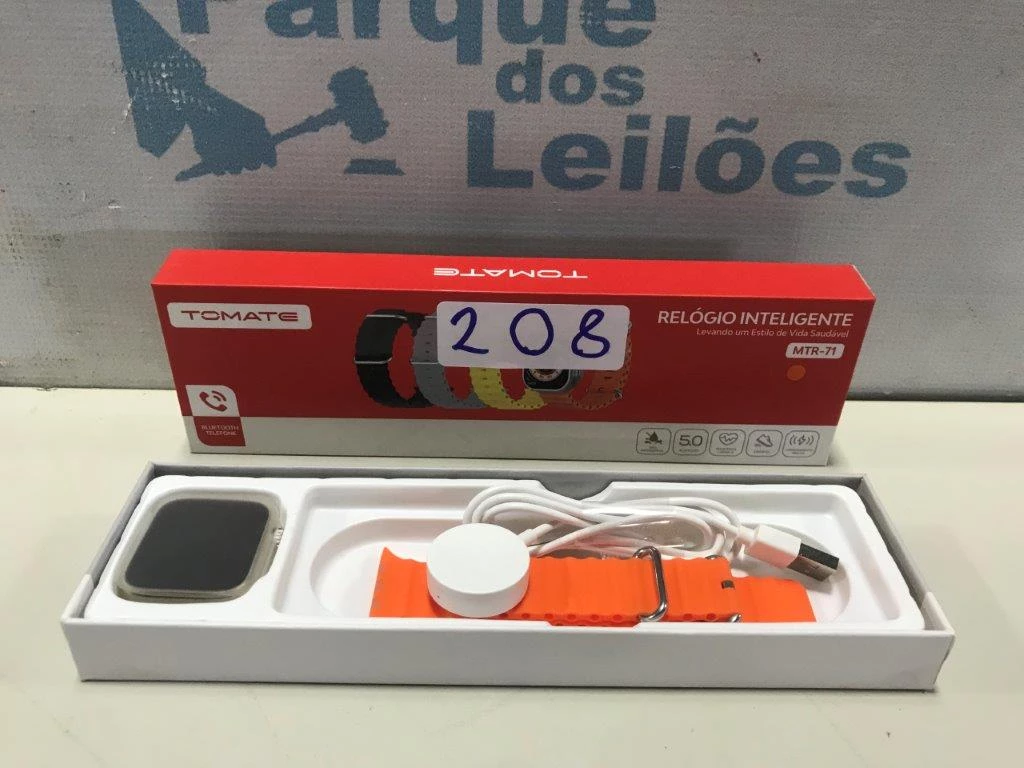 Parque
dos
Leilões
TOMATE
TOMATE
208
RELÓGIO INTELIGENTE
Levando um Estilo de Vida Saudável
MTR-71
BLUETOOTH
TELEFONE
5.0